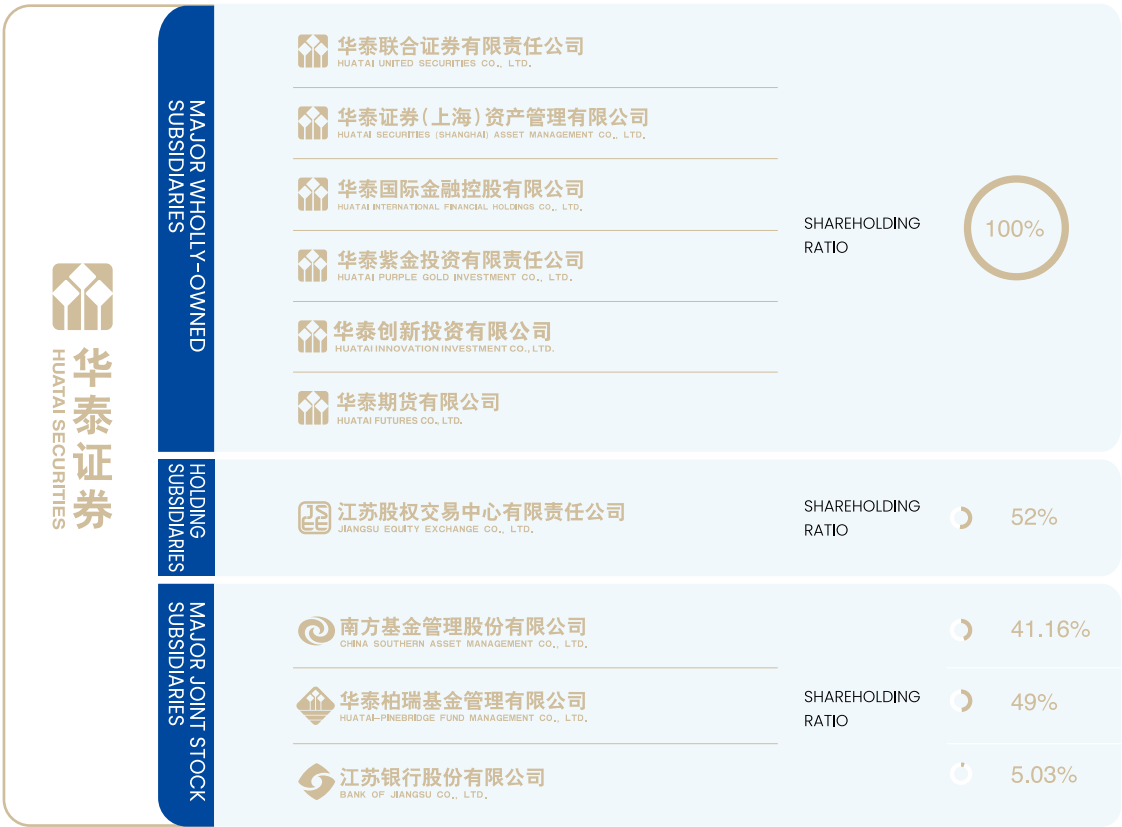 华泰证券
HUATAI SECURITIES
MAJOR WHOLLY-OWNED
SUBSIDIARIES
华泰联合证券有限责任公司
HUATAI UNITED SECURITIES CO., LTD.
华泰证券(上海)资产管理有限公司
HUATAI SECURITIES (SHANGHAI) ASSET MANAGEMENT CO., LTD.
华泰国际金融控股有限公司
HUATAI INTERNATIONAL FINANCIAL HOLDINGS CO., LTD.
华泰紫金投资有限责任公司
HUATAI PURPLE GOLD INVESTMENT CO., LTD.
华泰创新投资有限公司
HUATAI INNOVATION INVESTMENT CO., LTD.
华泰期货有限公司
HUATAI FUTURES CO., LTD.
SHAREHOLDING
RATIO
100%
HOLDING
SUBSIDIARIES
JS
EE
江苏股权交易中心有限责任公司
JIANGSU EQUITY EXCHANGE CO., LTD.
SHAREHOLDING
RATIO
52%
MAJOR JOINT STOCK
SUBSIDIARIES
南方基金管理股份有限公司
CHINA SOUTHERN ASSET MANAGEMENT CO., LTD.
华泰柏瑞基金管理有限公司
HUATAI-PINEBRIDGE FUND MANAGEMENT CO., LTD.
江苏银行股份有限公司
BANK OF JIANGSU CO., LTD.
SHAREHOLDING
RATIO
41.16%
49%
5.03%